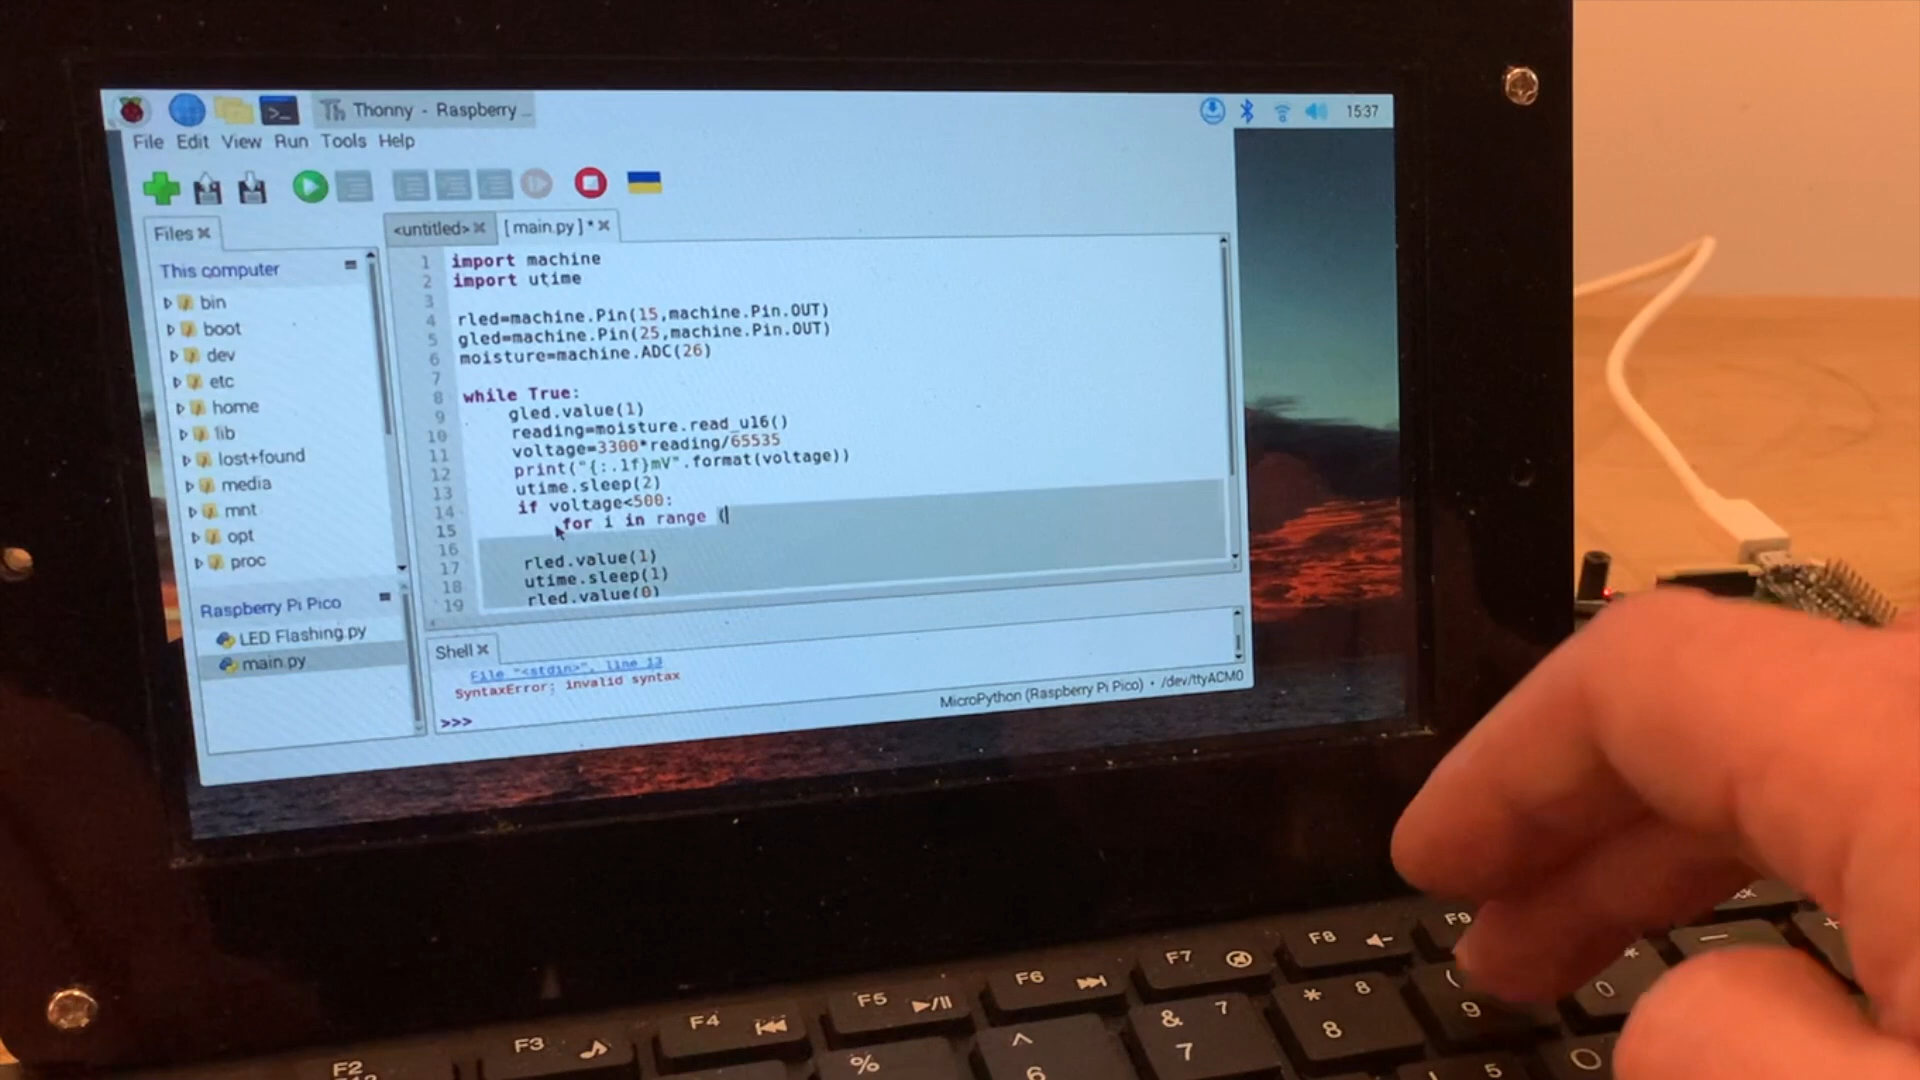 Thonny - Raspberry ...
15:37
File Edit View Run Tools Help
Files
<untitled> [ main.py ] *
This computer
bin
boot
dev
etc
home
lib
lost+found
media
mnt
opt
proc
Raspberry Pi Pico
LED Flashing.py
main.py
1 import machine
2 import utime
3
4 rled=machine.Pin(15,machine.Pin.OUT)
5 gled=machine.Pin(25,machine.Pin.OUT)
6 moisture=machine.ADC(26)
7
8 while True:
9 gled.value(1)
10 reading=moisture.read_u16()
11 voltage=3300*reading/65535
12 print("{:.1f}mV".format(voltage))
13 utime.sleep(2)
14 if voltage<500:
15 for i in range (
16
17 rled.value(1)
18 utime.sleep(1)
19 rled.value(0)
Shell
File "<stdin>", line 13
SyntaxError: invalid syntax
>>>
MicroPython (Raspberry Pi Pico) • /dev/ttyACM0
F2 F3 F4 F5 F6 F7 F8 F9
% ^ 6 & 7 7 * 8 8 ( 9 * 0 −
5